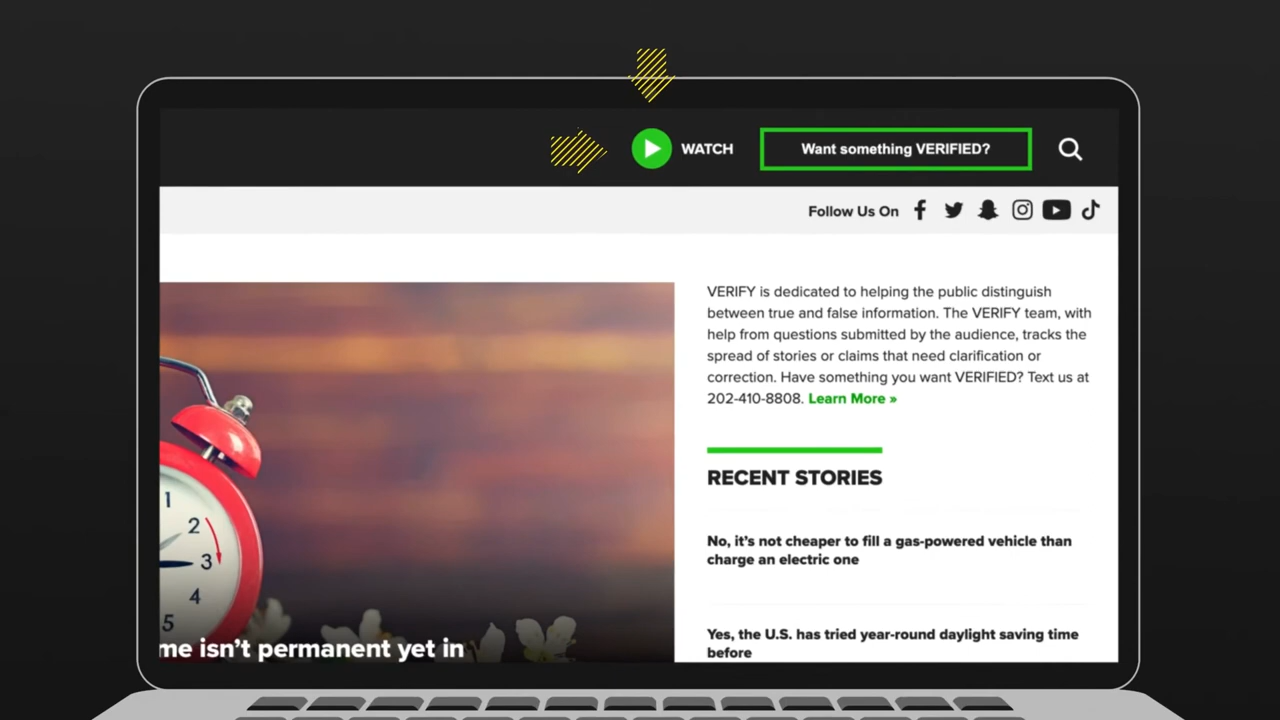 WATCH
Want something VERIFIED?
Follow Us On
VERIFY is dedicated to helping the public distinguish
between true and false information. The VERIFY team, with
help from questions submitted by the audience, tracks the
spread of stories or claims that need clarification or
correction. Have something you want VERIFIED? Text us at
202-410-8808. Learn More »
RECENT STORIES
No, it’s not cheaper to fill a gas-powered vehicle than
charge an electric one
Yes, the U.S. has tried year-round daylight saving time
before
1
2
3
4
5
me isn’t permanent yet in